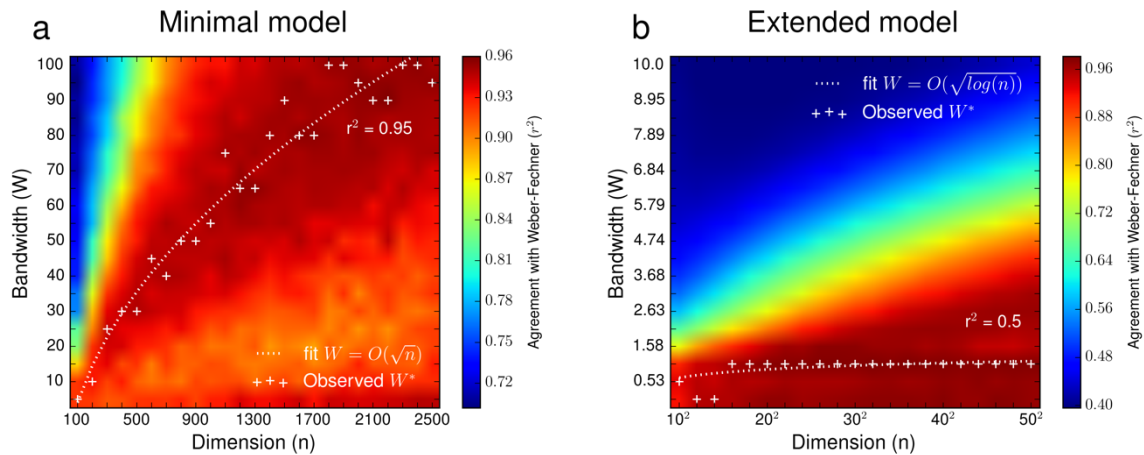 a
Minimal model
Bandwidth (W)
100
90
80
70
60
50
40
30
20
10
r² = 0.95
fit W = O(√n)
+ + + Observed W*
100 500 900 1300 1700 2100 2500
Dimension (n)
0.96
0.93
0.90
0.87
0.84
0.81
0.78
0.75
0.72
Agreement with Weber-Fechner (r²)
b
Extended model
Bandwidth (W)
10.0
8.95
7.89
6.84
5.79
4.74
3.68
2.63
1.58
0.53
fit W = O(√log(n))
+ + + Observed W*
r² = 0.5
10² 20² 30² 40² 50²
Dimension (n)
0.96
0.88
0.80
0.72
0.64
0.56
0.48
0.40
Agreement with Weber-Fechner (r²)